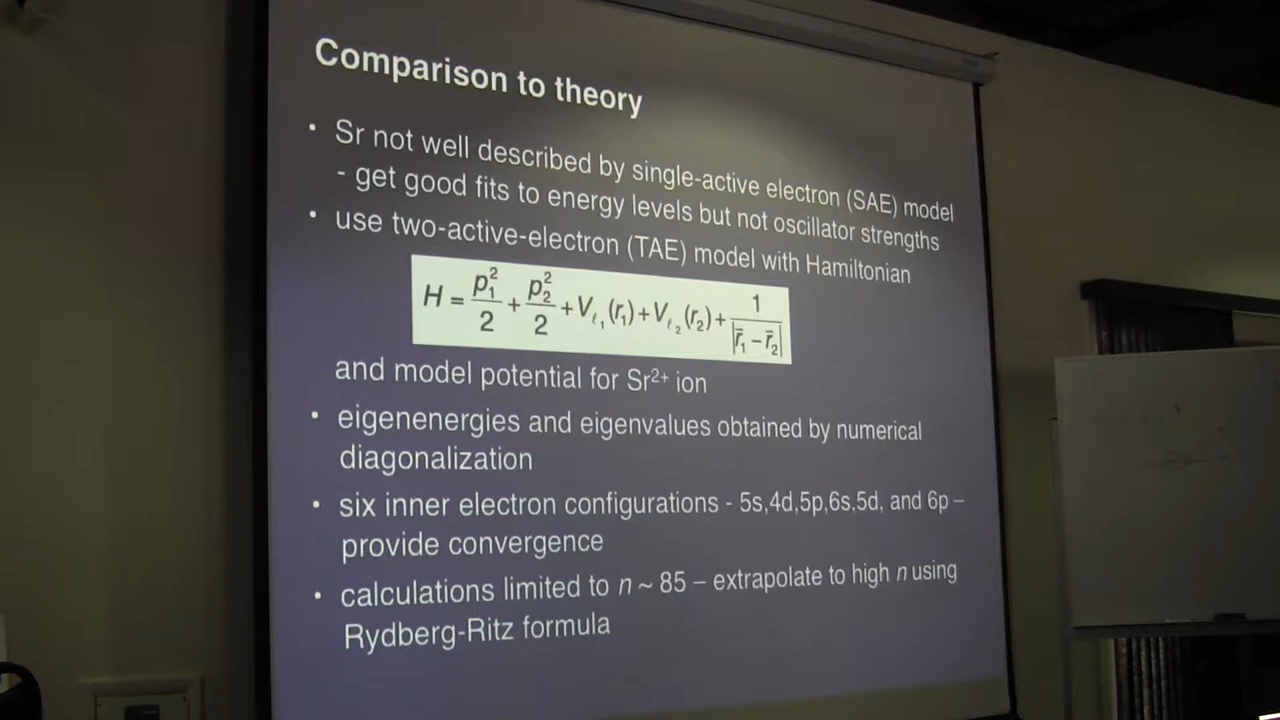 Comparison to theory
• Sr not well described by single-active electron (SAE) model
- get good fits to energy levels but not oscillator strengths
• use two-active-electron (TAE) model with Hamiltonian
H = p₁²/2 + p₂²/2 + V_ℓ₁(r₁) + V_ℓ₂(r₂) + 1/|r̄₁ − r̄₂|
and model potential for Sr²⁺ ion
• eigenenergies and eigenvalues obtained by numerical
diagonalization
• six inner electron configurations - 5s,4d,5p,6s,5d, and 6p –
provide convergence
• calculations limited to n ~ 85 – extrapolate to high n using
Rydberg-Ritz formula